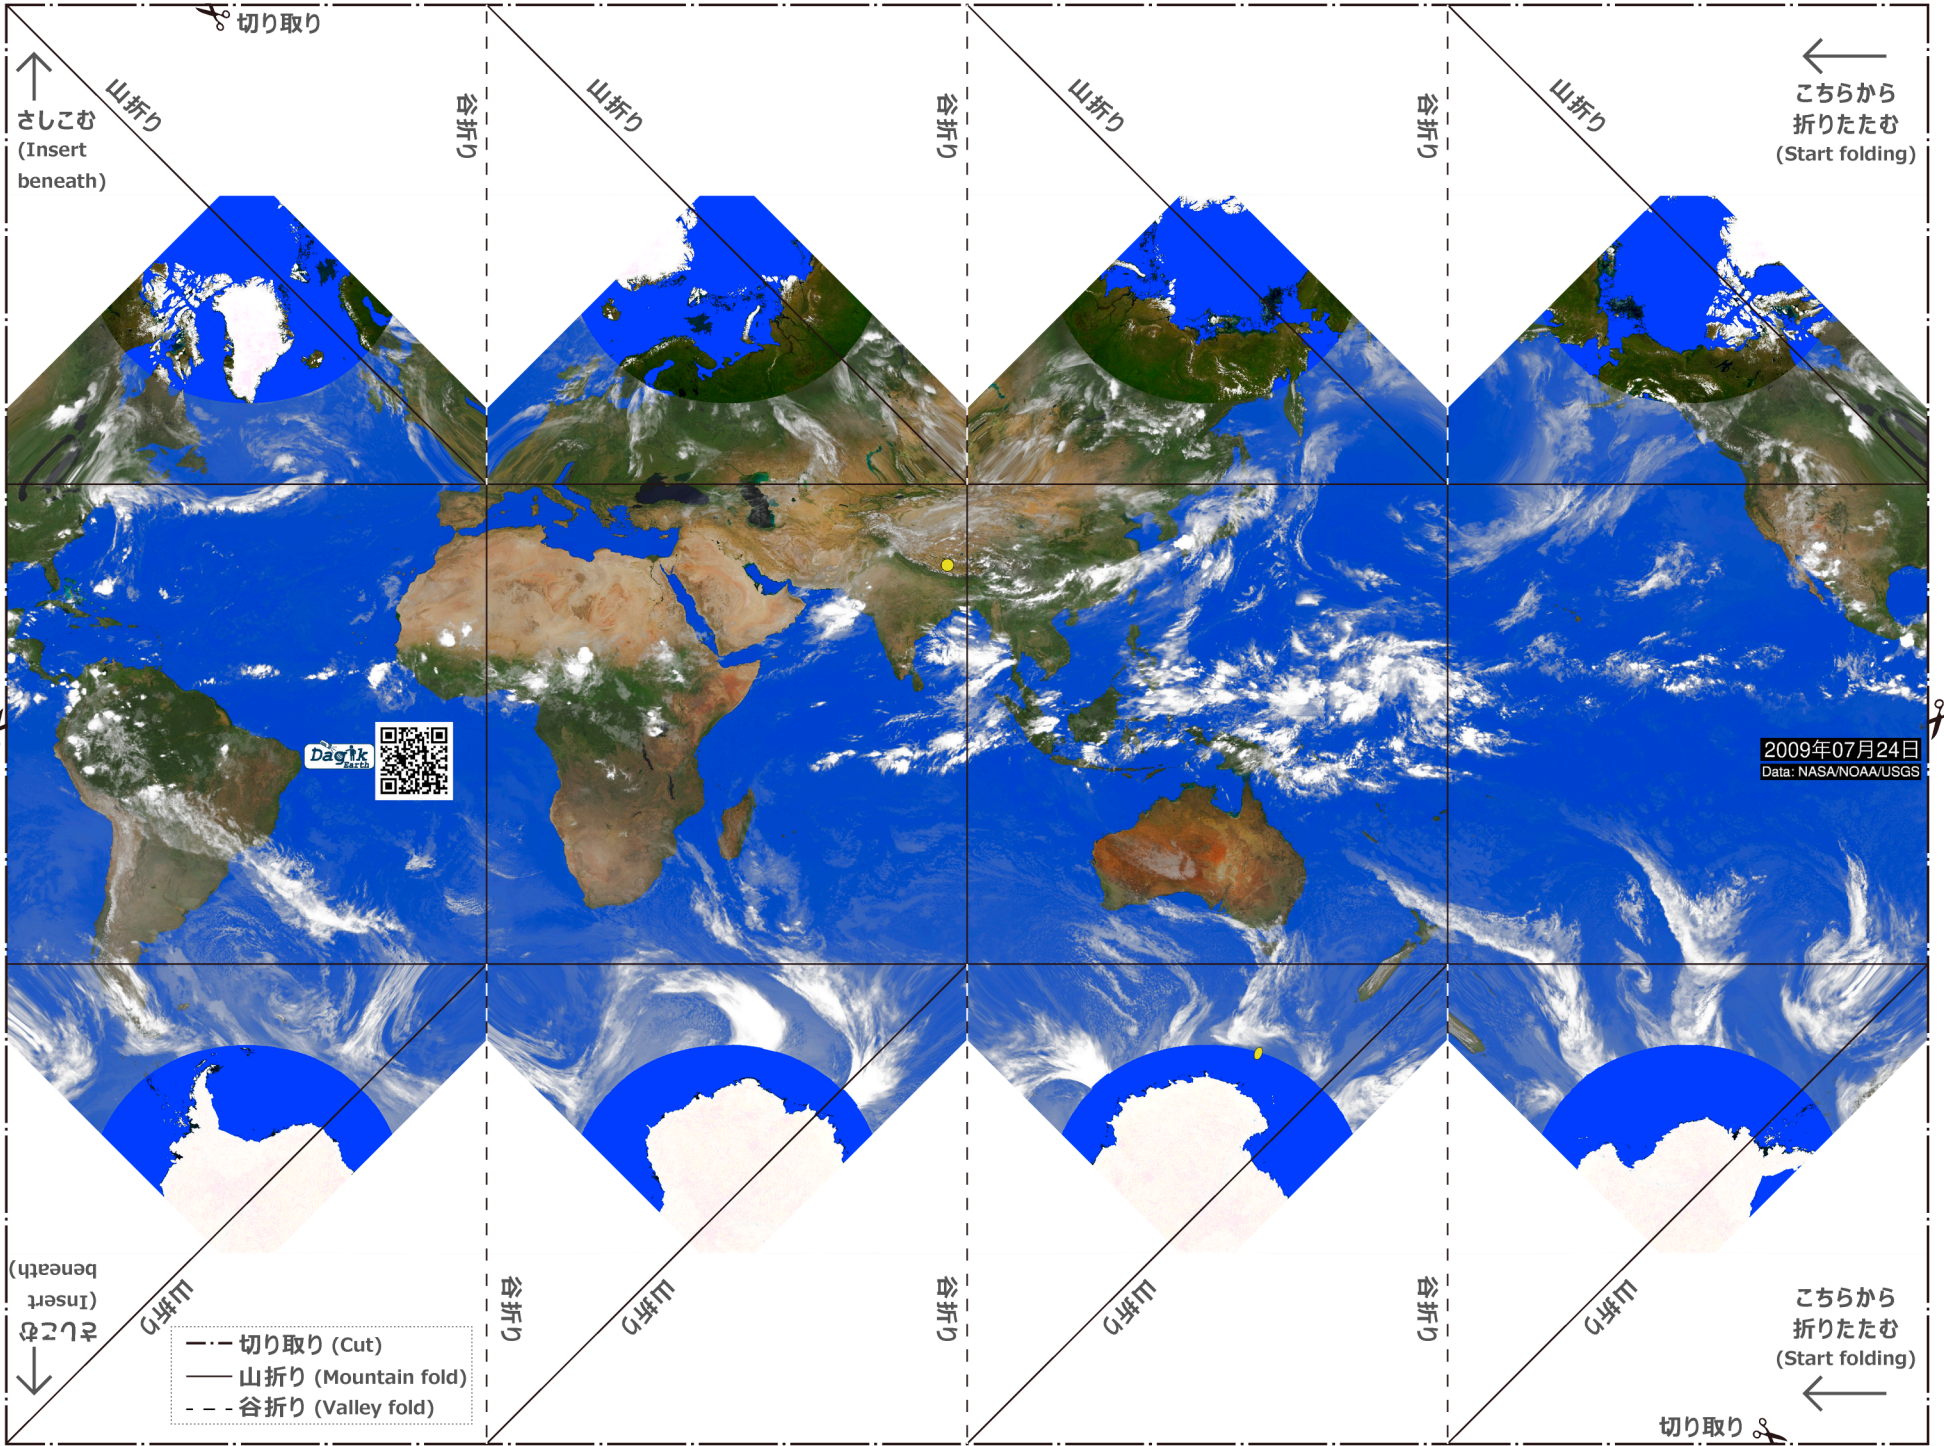 切り取り
さしこむ
(Insert
beneath)
山折り
谷折り
山折り
谷折り
山折り
谷折り
山折り
こちらから
折りたたむ
(Start folding)
Dagik
Earth
2009年07月24日
Data: NASA/NOAA/USGS
さしこむ
(Insert
beneath)
山折り
谷折り
山折り
谷折り
山折り
谷折り
山折り
こちらから
折りたたむ
(Start folding)
切り取り (Cut)
山折り (Mountain fold)
谷折り (Valley fold)
切り取り